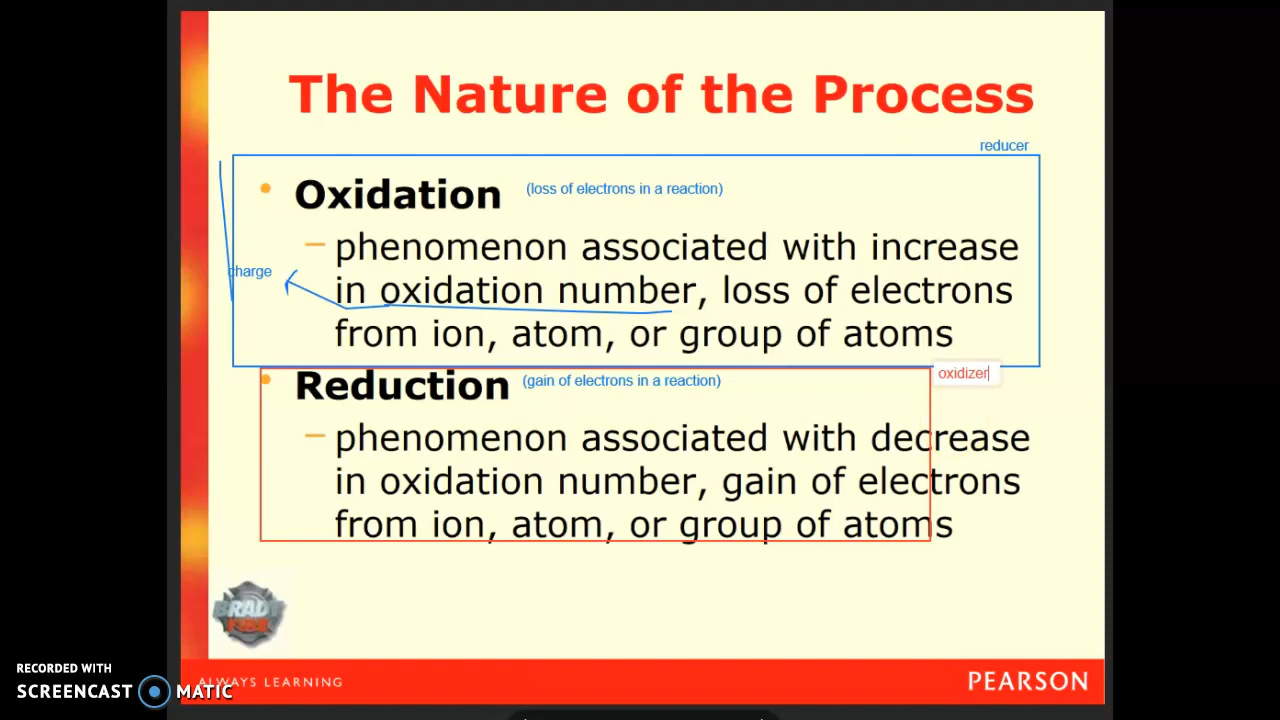 The Nature of the Process
reducer
• Oxidation (loss of electrons in a reaction)
– phenomenon associated with increase
charge
in oxidation number, loss of electrons
from ion, atom, or group of atoms
oxidizer
• Reduction (gain of electrons in a reaction)
– phenomenon associated with decrease
in oxidation number, gain of electrons
from ion, atom, or group of atoms
BRADY
FIRE
RECORDED WITH
SCREENCAST MATIC
ALWAYS LEARNING
PEARSON